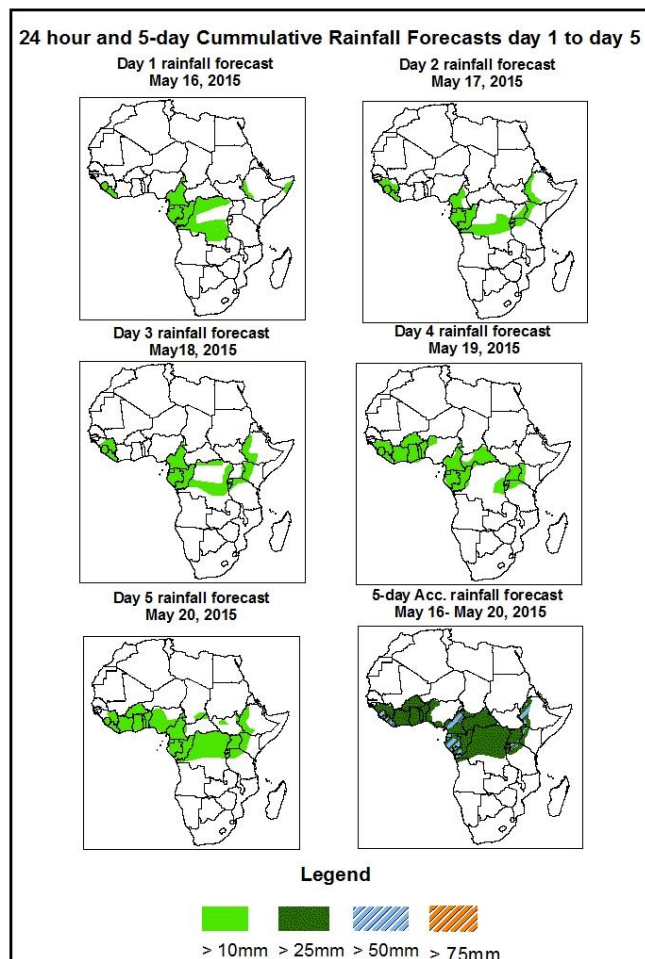 24 hour and 5-day Cummulative Rainfall Forecasts day 1 to day 5
Day 1 rainfall forecast
May 16, 2015
Day 2 rainfall forecast
May 17, 2015
Day 3 rainfall forecast
May18, 2015
Day 4 rainfall forecast
May 19, 2015
Day 5 rainfall forecast
May 20, 2015
5-day Acc. rainfall forecast
May 16- May 20, 2015
Legend
> 10mm > 25mm > 50mm > 75mm